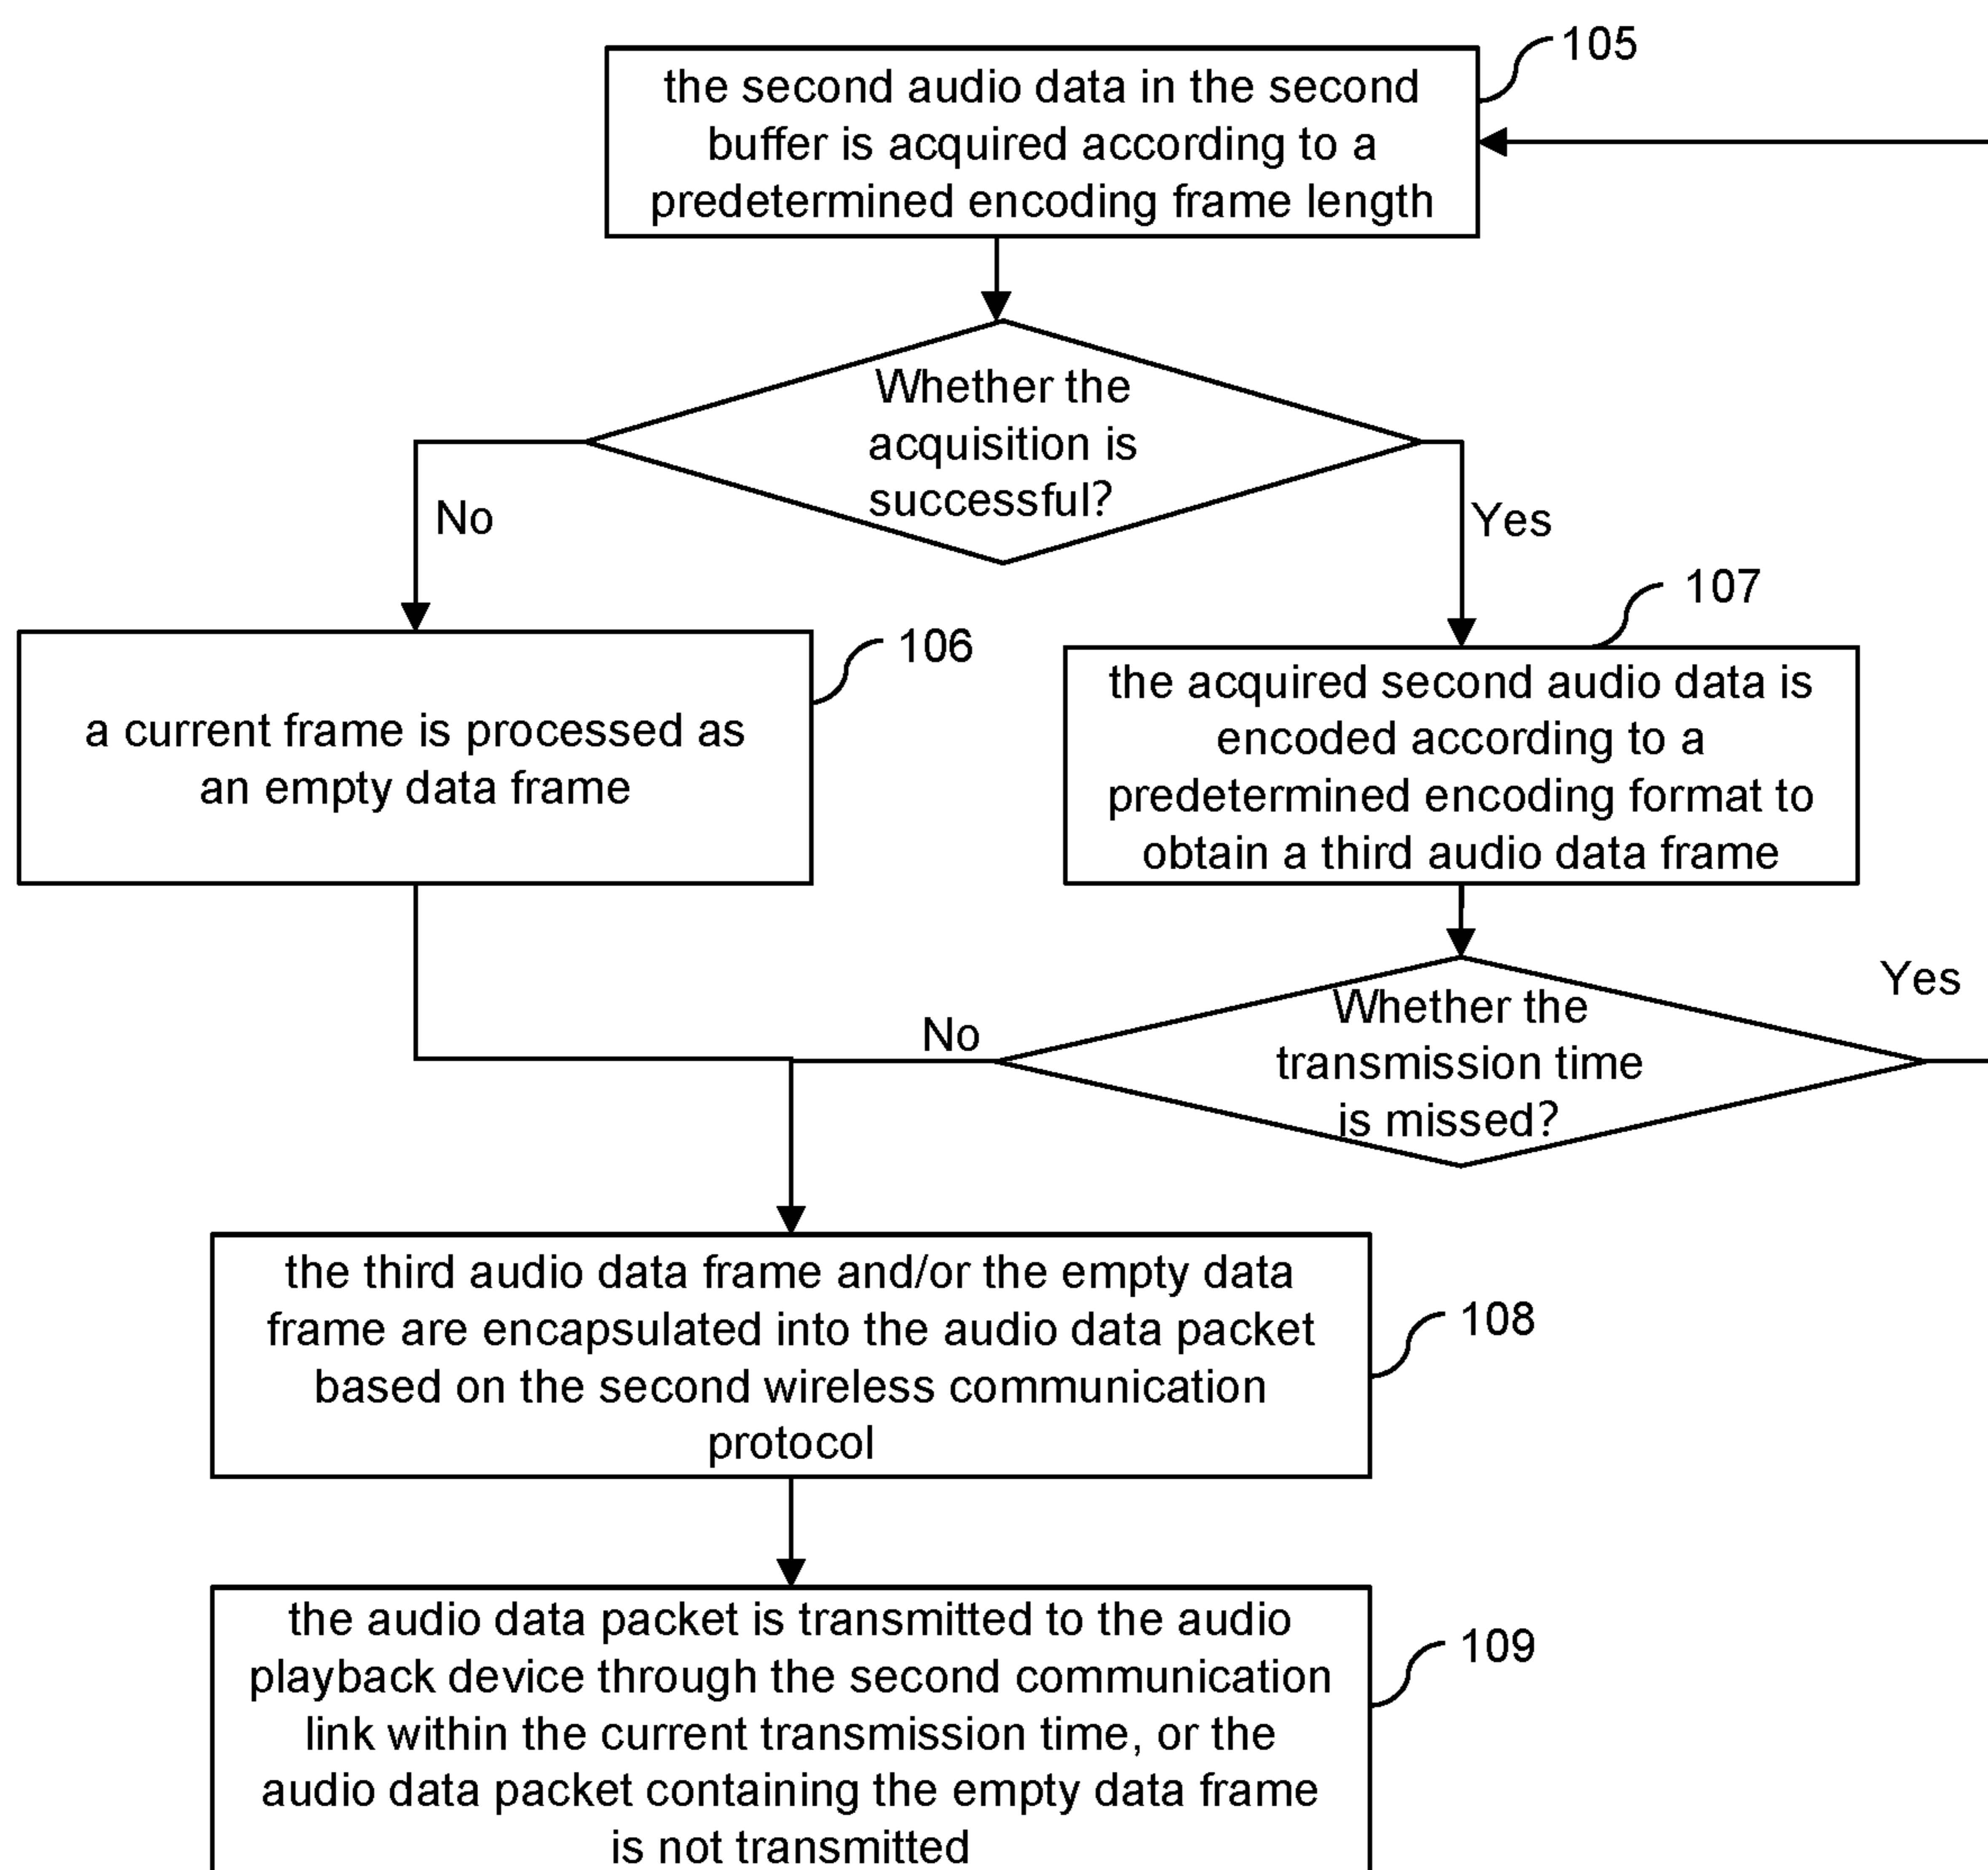 105
the second audio data in the second
buffer is acquired according to a
predetermined encoding frame length
Whether the
acquisition is
successful?
No
Yes
107
106
a current frame is processed as
an empty data frame
the acquired second audio data is
encoded according to a
predetermined encoding format to
obtain a third audio data frame
Yes
Whether the
transmission time
is missed?
No
the third audio data frame and/or the empty data
frame are encapsulated into the audio data packet
based on the second wireless communication
protocol
108
the audio data packet is transmitted to the audio
playback device through the second communication
link within the current transmission time, or the
audio data packet containing the empty data frame
is not transmitted
109